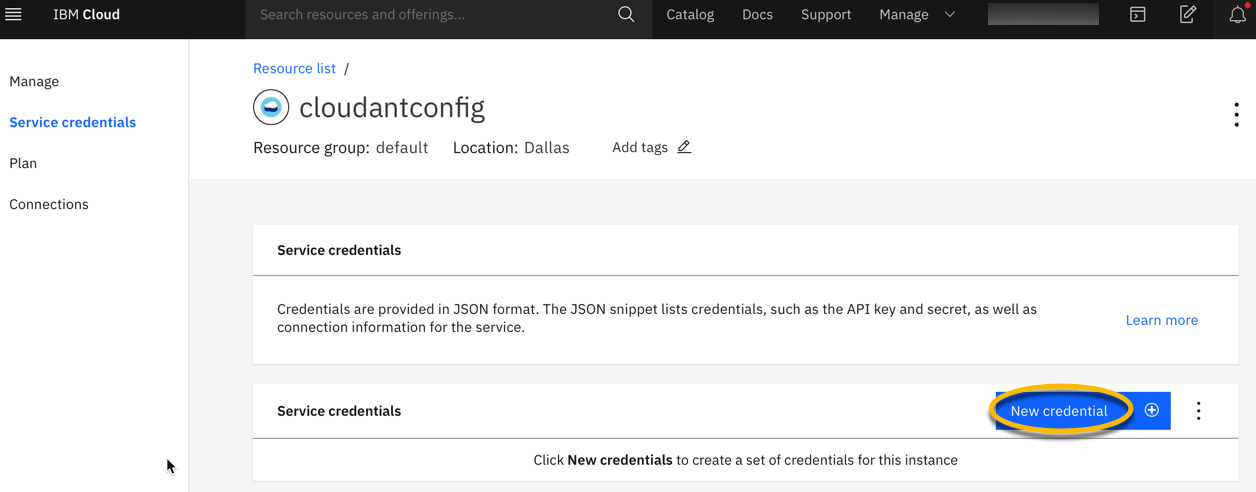 IBM Cloud
Search resources and offerings...
Catalog
Docs
Support
Manage
Manage
Service credentials
Plan
Connections
Resource list /
cloudantconfig
Resource group: default
Location: Dallas
Add tags
Service credentials
Credentials are provided in JSON format. The JSON snippet lists credentials, such as the API key and secret, as well as
connection information for the service.
Learn more
Service credentials
New credential
Click New credentials to create a set of credentials for this instance